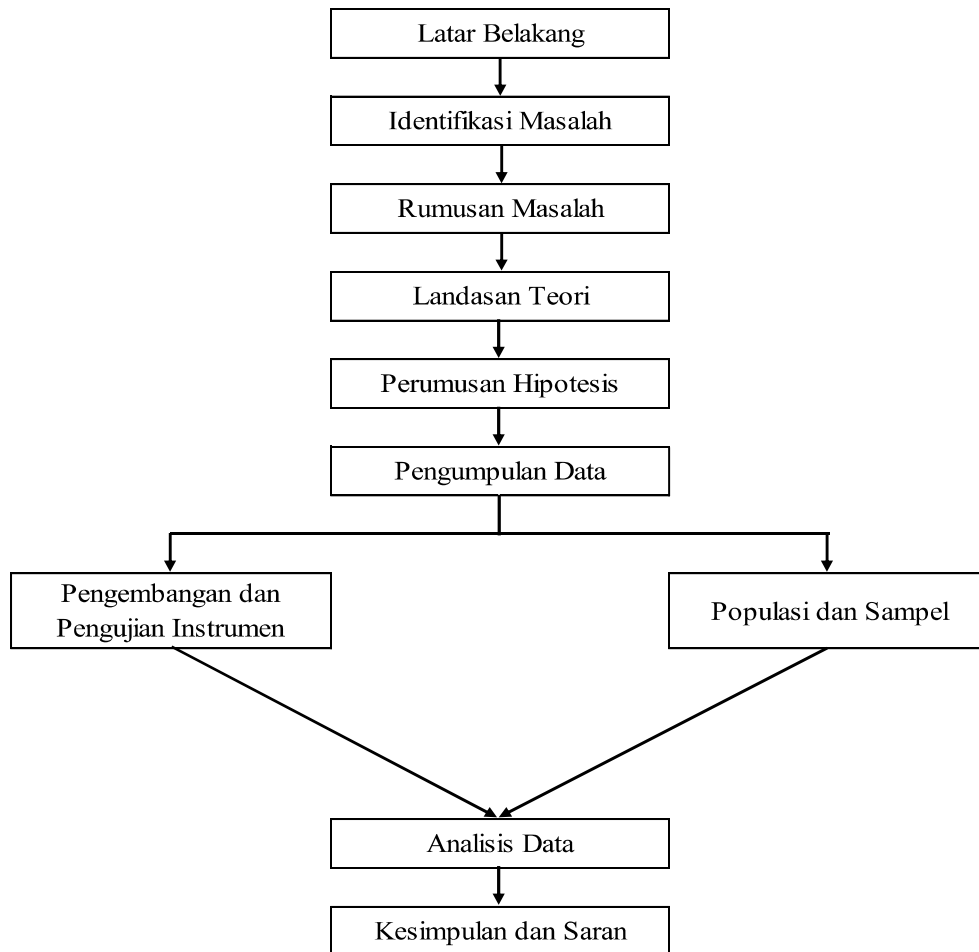 Latar Belakang
Identifikasi Masalah
Rumusan Masalah
Landasan Teori
Perumusan Hipotesis
Pengumpulan Data
Pengembangan dan
Pengujian Instrumen
Populasi dan Sampel
Analisis Data
Kesimpulan dan Saran